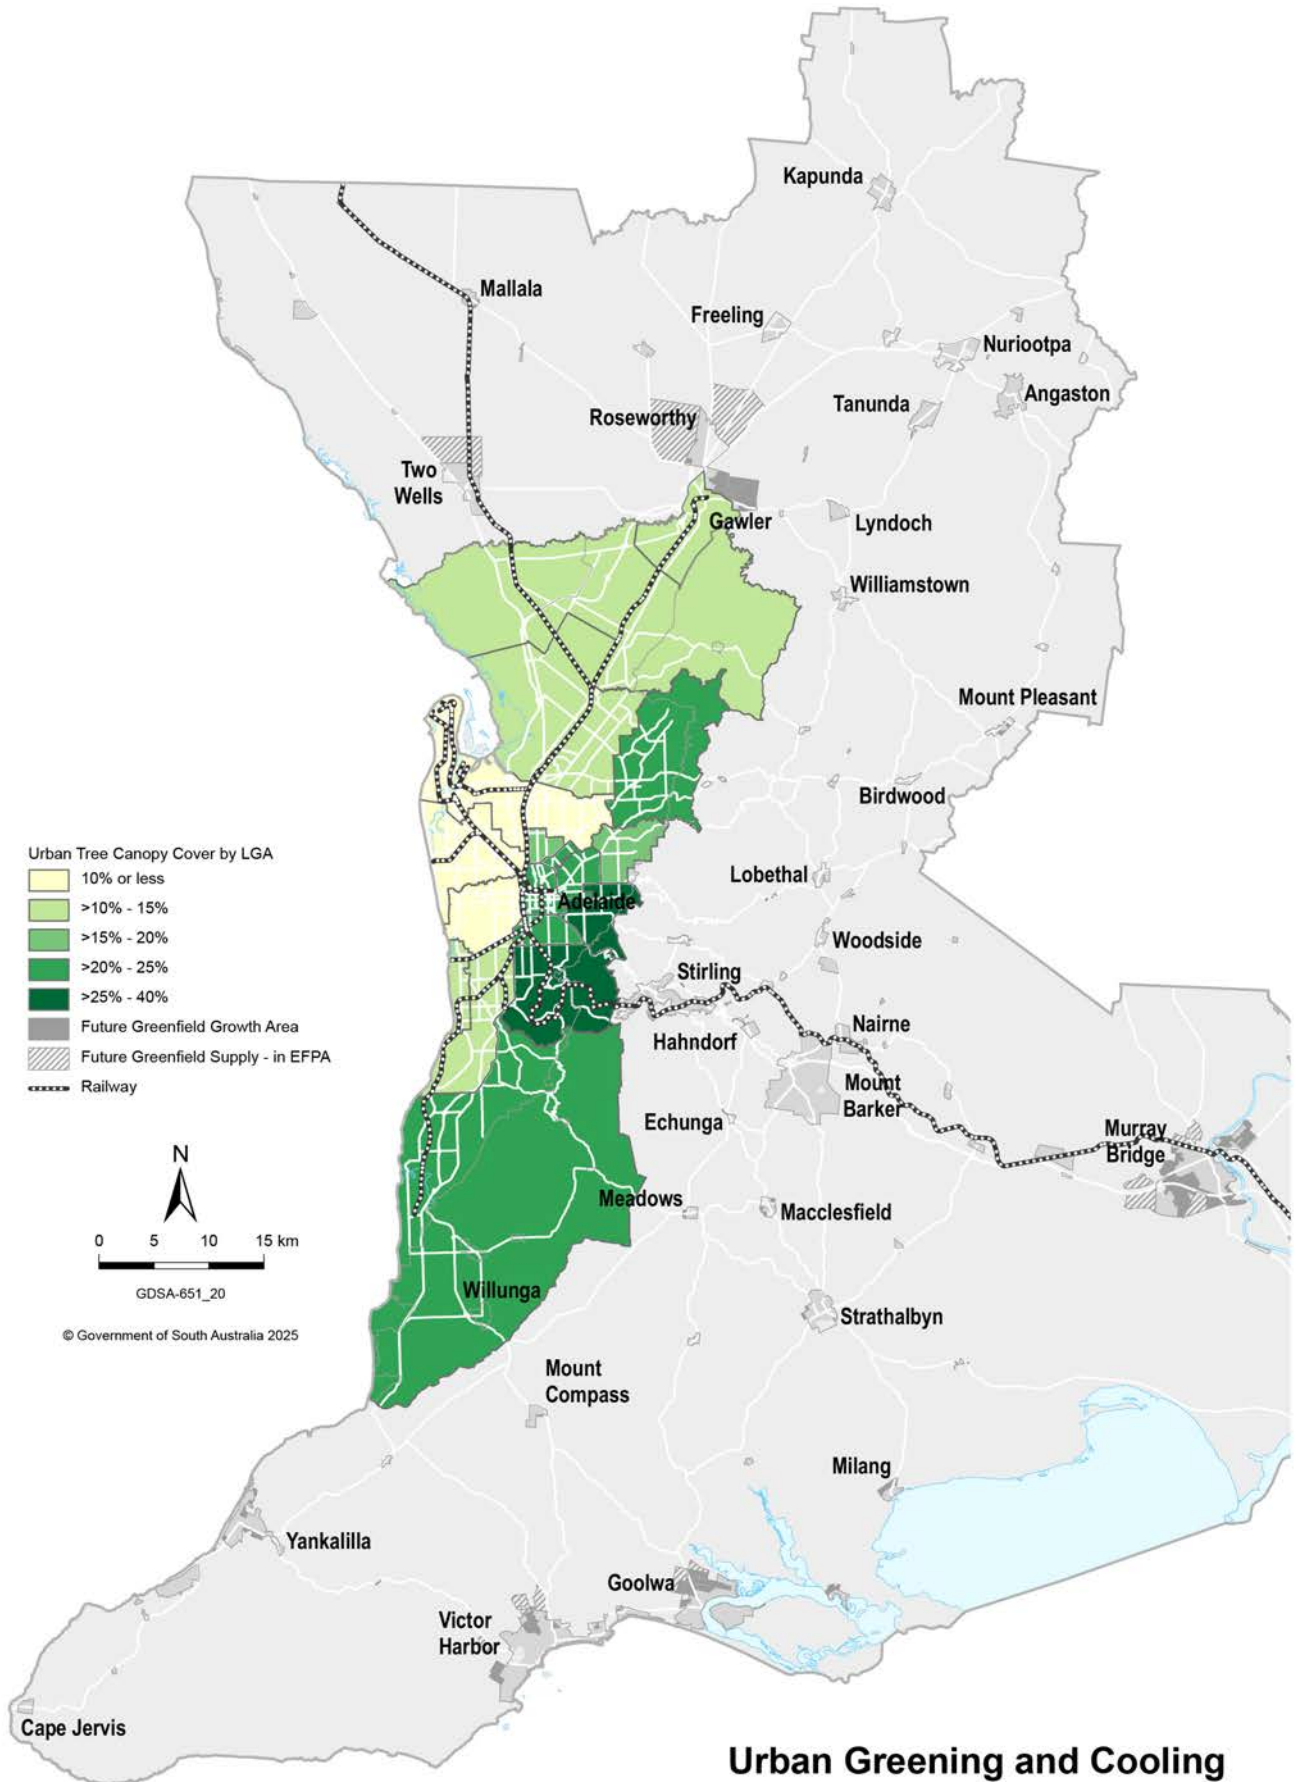 Kapunda
Mallala
Freeling
Nuriootpa
Angaston
Tanunda
Roseworthy
Two
Wells
Gawler
Lyndoch
Williamstown
Mount Pleasant
Birdwood
Urban Tree Canopy Cover by LGA
10% or less
>10% - 15%
>15% - 20%
>20% - 25%
>25% - 40%
Future Greenfield Growth Area
Future Greenfield Supply - in EFPA
Railway
Lobethal
Adelaide
Woodside
Stirling
Hahndorf
Nairne
Mount
Barker
Echunga
Murray
Bridge
N
0 5 10 15 km
GDSA-651_20
© Government of South Australia 2025
Meadows
Macclesfield
Willunga
Strathalbyn
Mount
Compass
Milang
Yankalilla
Goolwa
Victor
Harbor
Cape Jervis
Urban Greening and Cooling